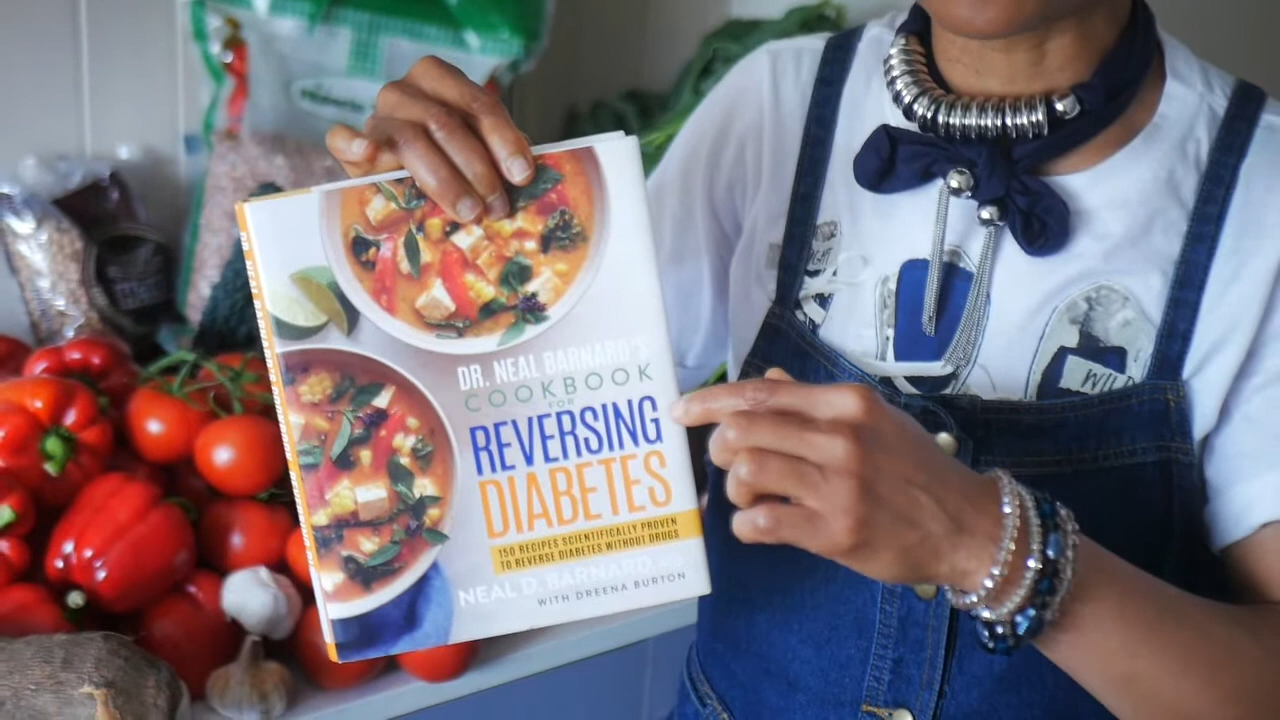 DR. NEAL BARNARD'S
COOKBOOK
FOR
REVERSING
DIABETES
150 RECIPES SCIENTIFICALLY PROVEN
TO REVERSE DIABETES WITHOUT DRUGS
NEAL D. BARNARD,
WITH DREENA BURTON
WILD